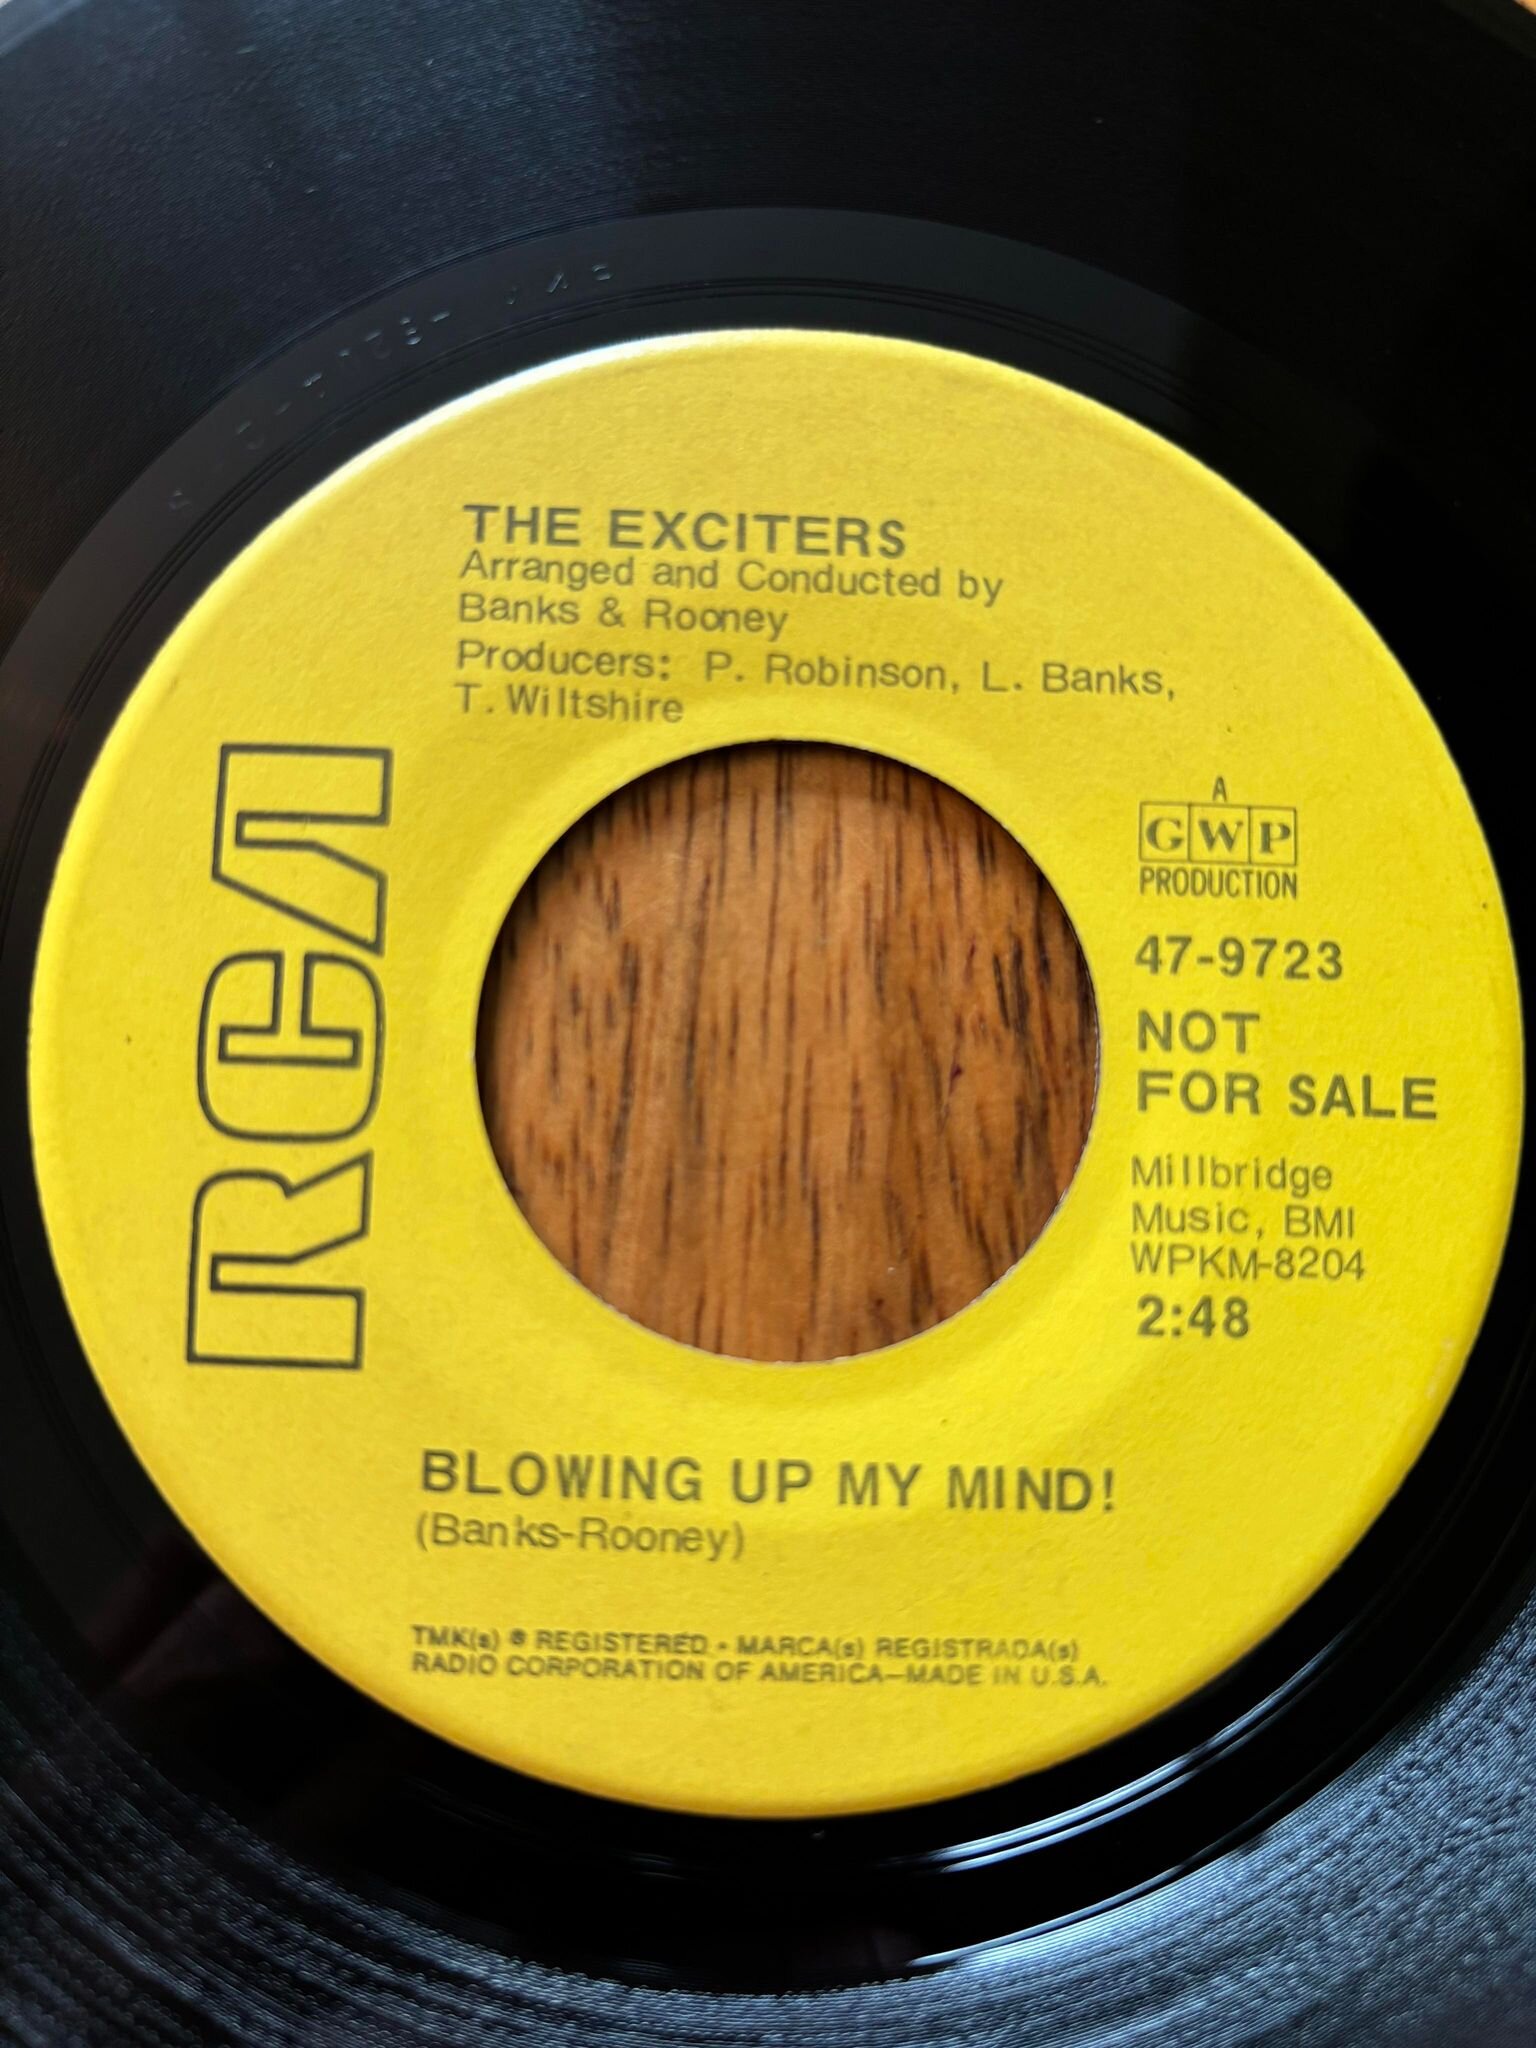 THE EXCITERS
Arranged and Conducted by
Banks & Rooney
Producers: P. Robinson, L. Banks,
T. Wiltshire
RCA
A
GWP
PRODUCTION
47-9723
NOT
FOR SALE
Millbridge
Music, BMI
WPKM-8204
2:48
BLOWING UP MY MIND!
(Banks-Rooney)
TMK(s) ® REGISTERED • MARCA(s) REGISTRADA(s)
RADIO CORPORATION OF AMERICA—MADE IN U.S.A.